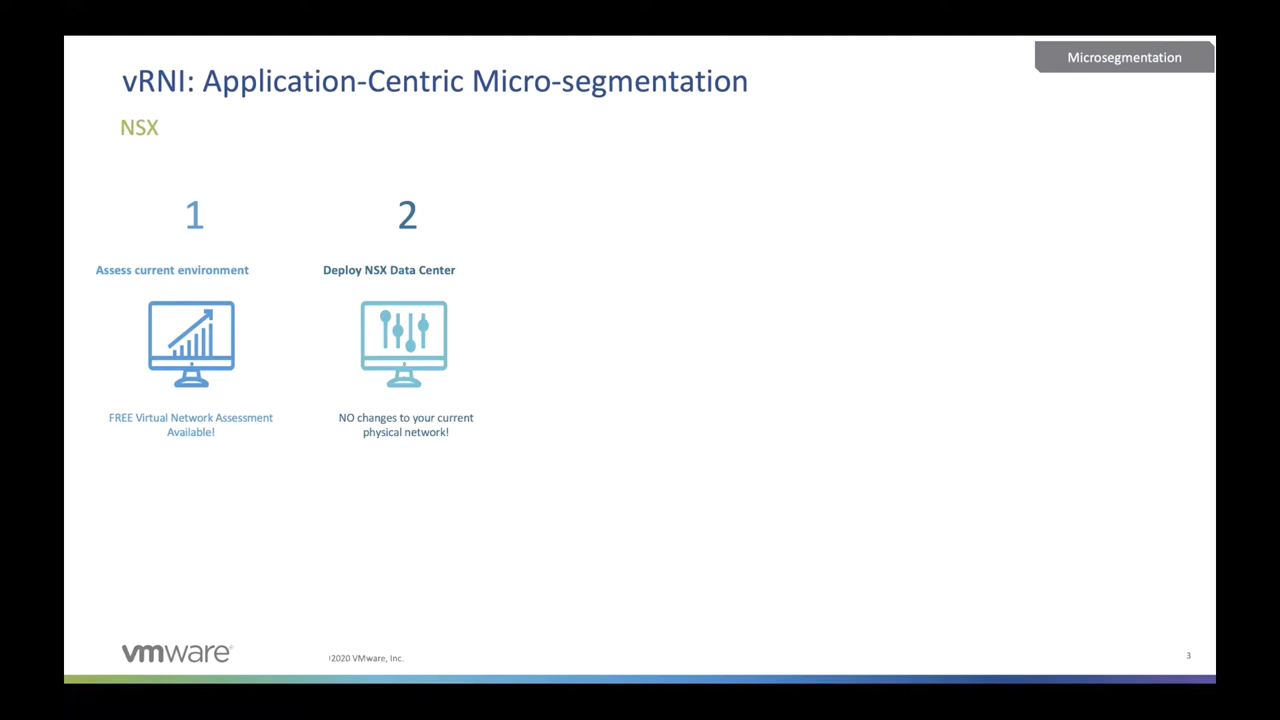 Microsegmentation
vRNI: Application-Centric Micro-segmentation
NSX
1
2
Assess current environment
Deploy NSX Data Center
FREE Virtual Network Assessment
Available!
NO changes to your current
physical network!
vmware®
©2020 VMware, Inc.
3